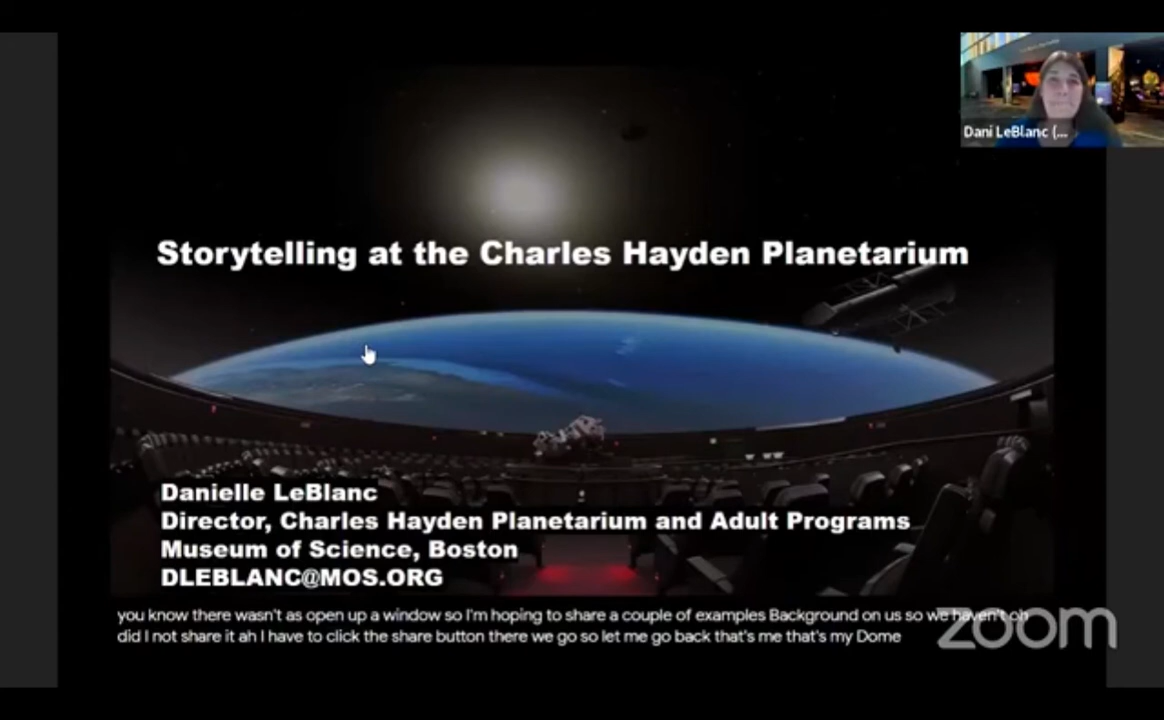 Dani LeBlanc (...
Storytelling at the Charles Hayden Planetarium
Danielle LeBlanc
Director, Charles Hayden Planetarium and Adult Programs
Museum of Science, Boston
DLEBLANC@MOS.ORG
you know there wasn't as open up a window so I'm hoping to share a couple of examples Background on us so we haven't oh
did I not share it ah I have to click the share button there we go so let me go back that's me that's my Dome
zoom